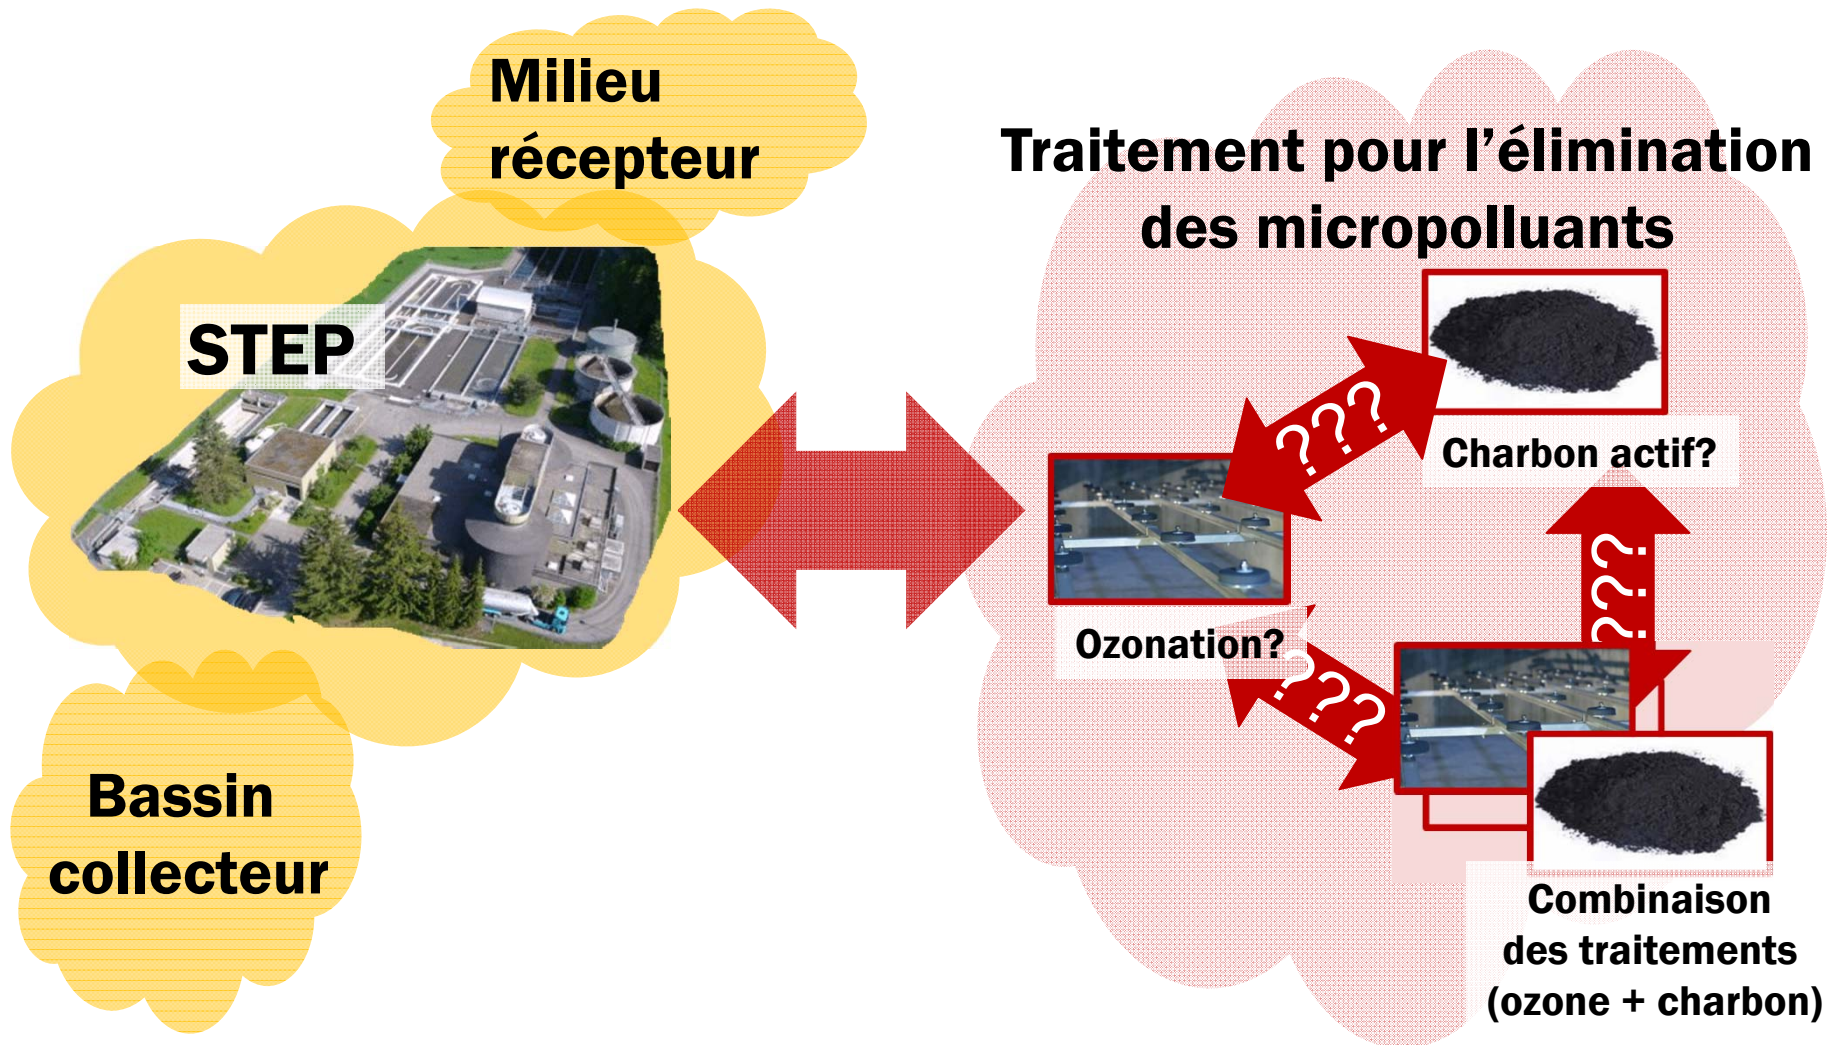 Milieu
récepteur
STEP
Bassin
collecteur
Traitement pour l’élimination
des micropolluants
???
Charbon actif?
Ozonation?
???
???
Combinaison
des traitements
(ozone + charbon)